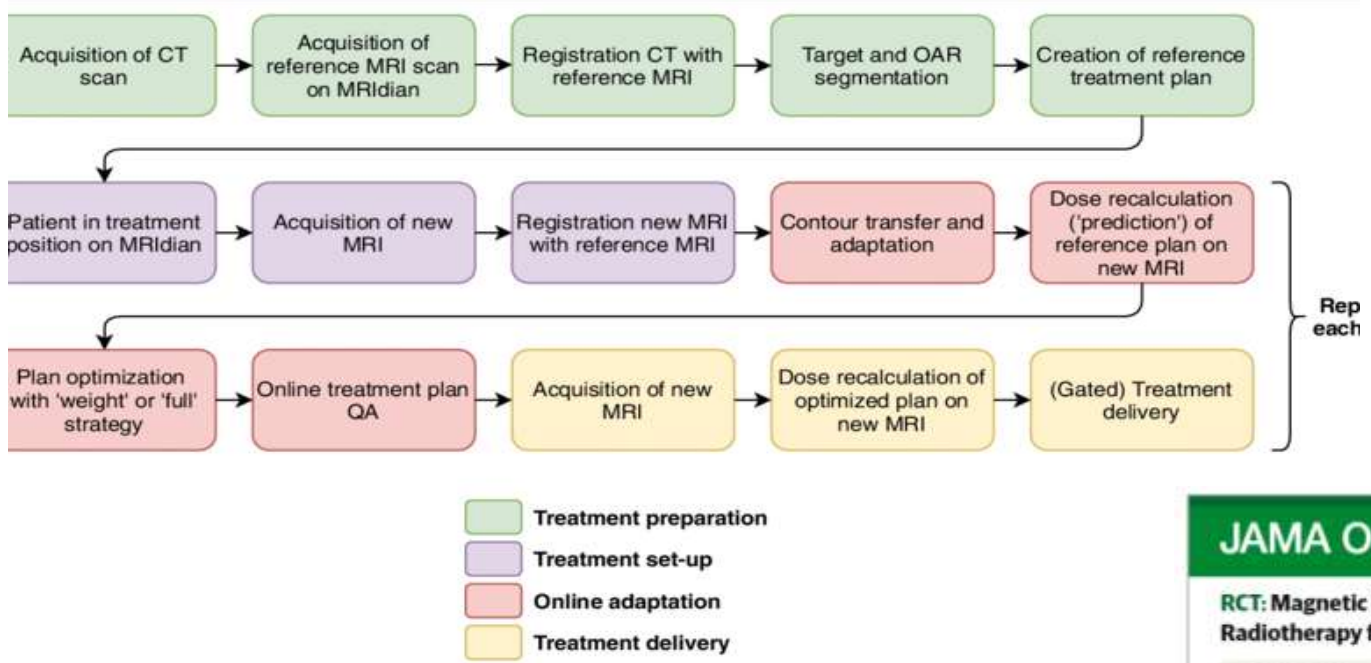 Acquisition of CT
scan
Acquisition of
reference MRI scan
on MRIdian
Registration CT with
reference MRI
Target and OAR
segmentation
Creation of reference
treatment plan
Patient in treatment
position on MRIdian
Acquisition of new
MRI
Registration new MRI
with reference MRI
Contour transfer and
adaptation
Dose recalculation
('prediction') of
reference plan on
new MRI
Rep
each
Plan optimization
with 'weight' or 'full'
strategy
Online treatment plan
QA
Acquisition of new
MRI
Dose recalculation of
optimized plan on
new MRI
(Gated) Treatment
delivery
Treatment preparation
Treatment set-up
Online adaptation
Treatment delivery
JAMA O
RCT: Magnetic
Radiotherapy f